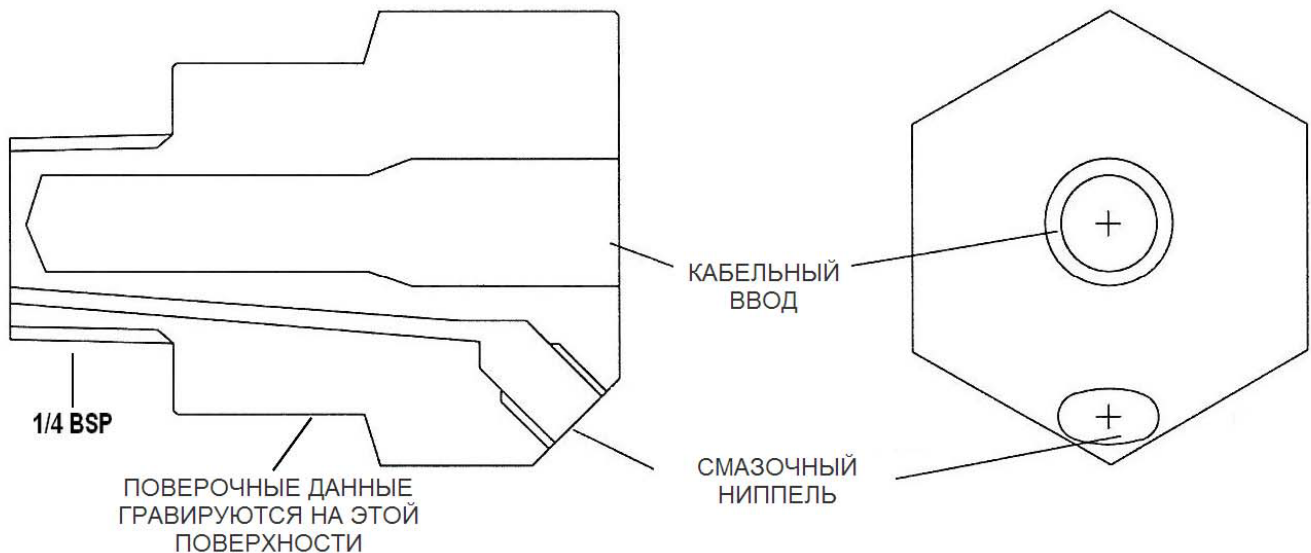 КАБЕЛЬНЫЙ
ВВОД
1/4 BSP
СМАЗОЧНЫЙ
НИППЕЛЬ
ПОВЕРОЧНЫЕ ДАННЫЕ
ГРАВИРУЮТСЯ НА ЭТОЙ
ПОВЕРХНОСТИ